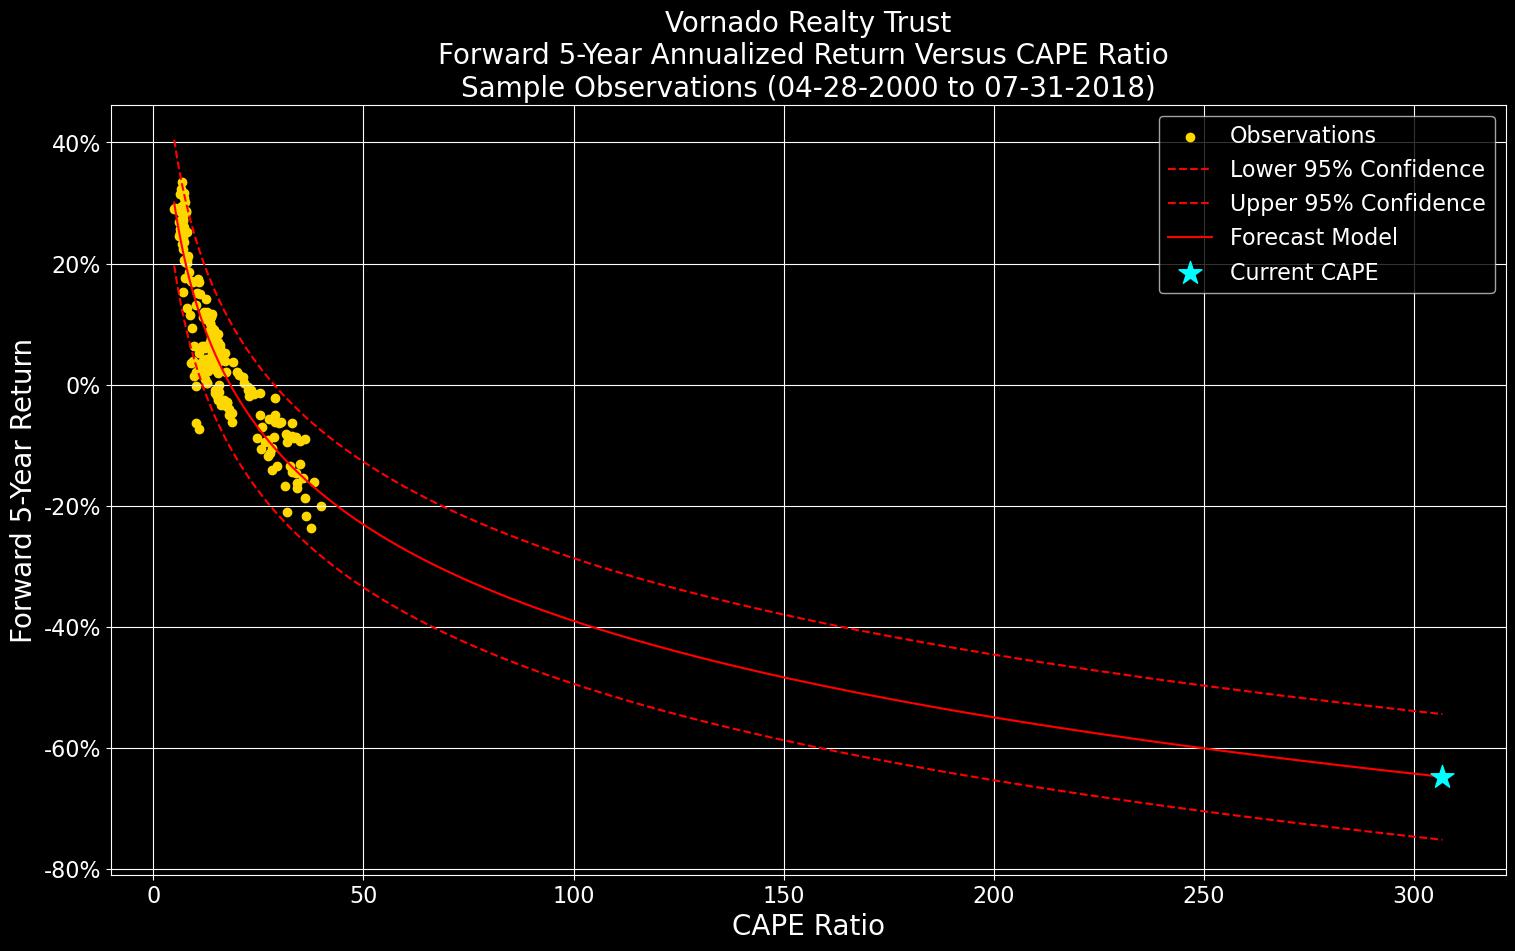 Vornado Realty Trust
Forward 5-Year Annualized Return Versus CAPE Ratio
Sample Observations (04-28-2000 to 07-31-2018)
Observations
Lower 95% Confidence
Upper 95% Confidence
Forecast Model
Current CAPE
Forward 5-Year Return
40%
20%
0%
-20%
-40%
-60%
-80%
0 50 100 150 200 250 300
CAPE Ratio